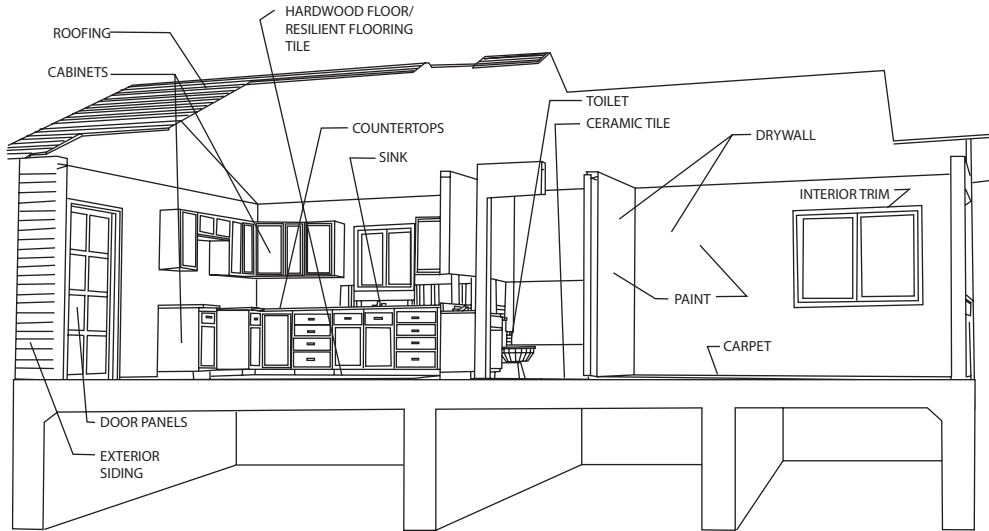 HARDWOOD FLOOR/
RESILIENT FLOORING
TILE
ROOFING
CABINETS
COUNTERTOPS
SINK
TOILET
CERAMIC TILE
DRYWALL
INTERIOR TRIM
PAINT
CARPET
DOOR PANELS
EXTERIOR
SIDING